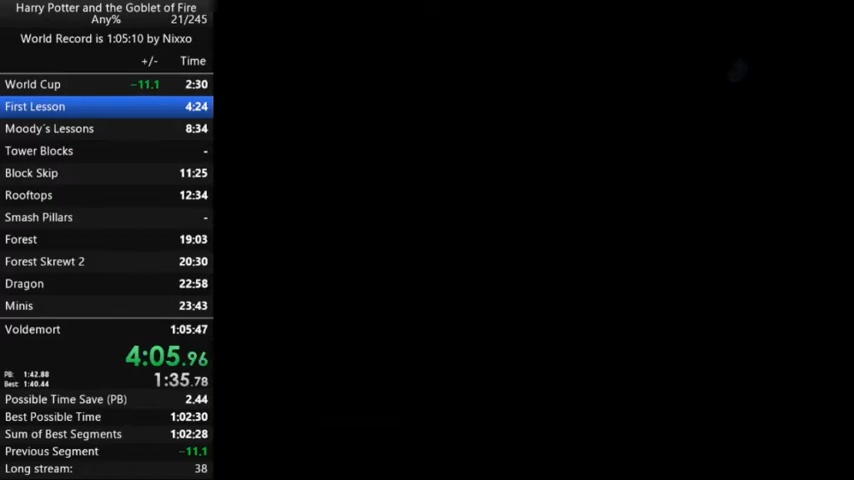 Harry Potter and the Goblet of Fire
Any% 21/245
World Record is 1:05:10 by Nixxo
+/- Time
World Cup −11.1 2:30
First Lesson 4:24
Moody´s Lessons 8:34
Tower Blocks -
Block Skip 11:25
Rooftops 12:34
Smash Pillars -
Forest 19:03
Forest Skrewt 2 20:30
Dragon 22:58
Minis 23:43
Voldemort 1:05:47
4:05.96
PB: 1:42.88
Best: 1:40.44
1:35.78
Possible Time Save (PB) 2.44
Best Possible Time 1:02:30
Sum of Best Segments 1:02:28
Previous Segment −11.1
Long stream: 38